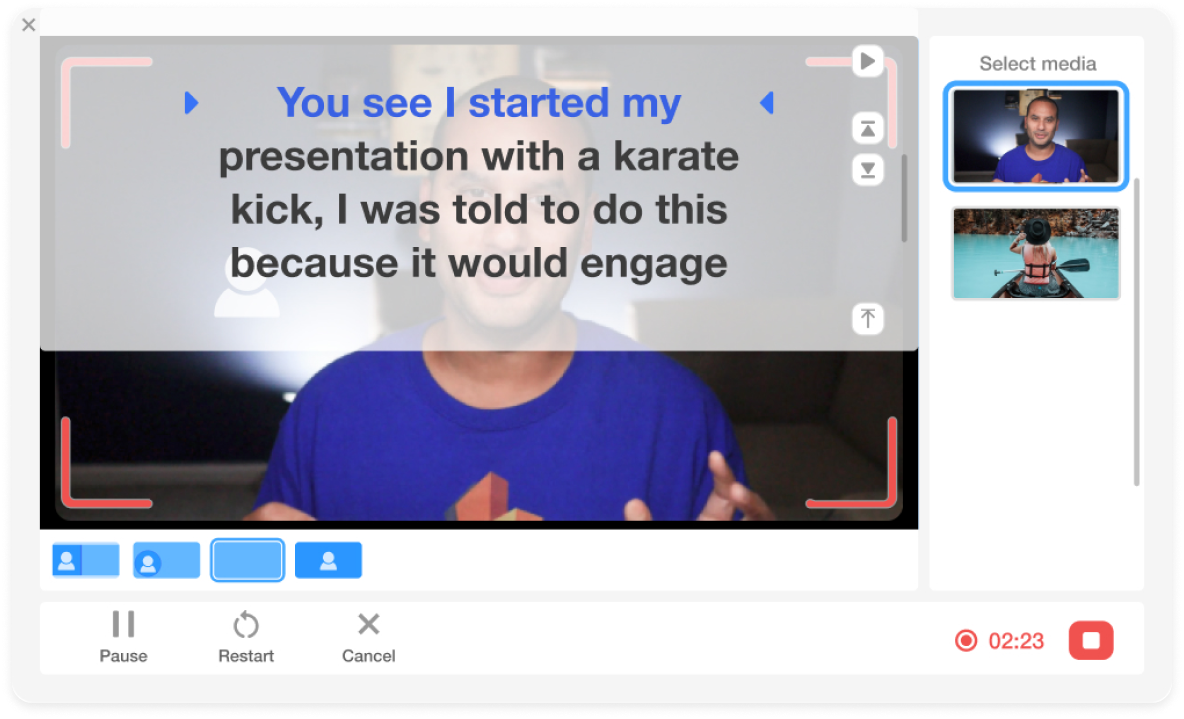 Select media
You see I started my
presentation with a karate
kick, I was told to do this
because it would engage
Pause
Restart
Cancel
02:23